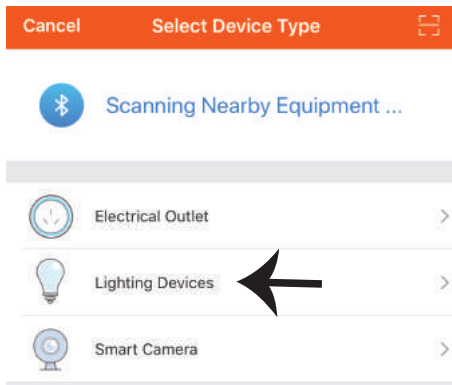 Cancel Select Device Type
Scanning Nearby Equipment ...
Electrical Outlet
Lighting Devices
Smart Camera